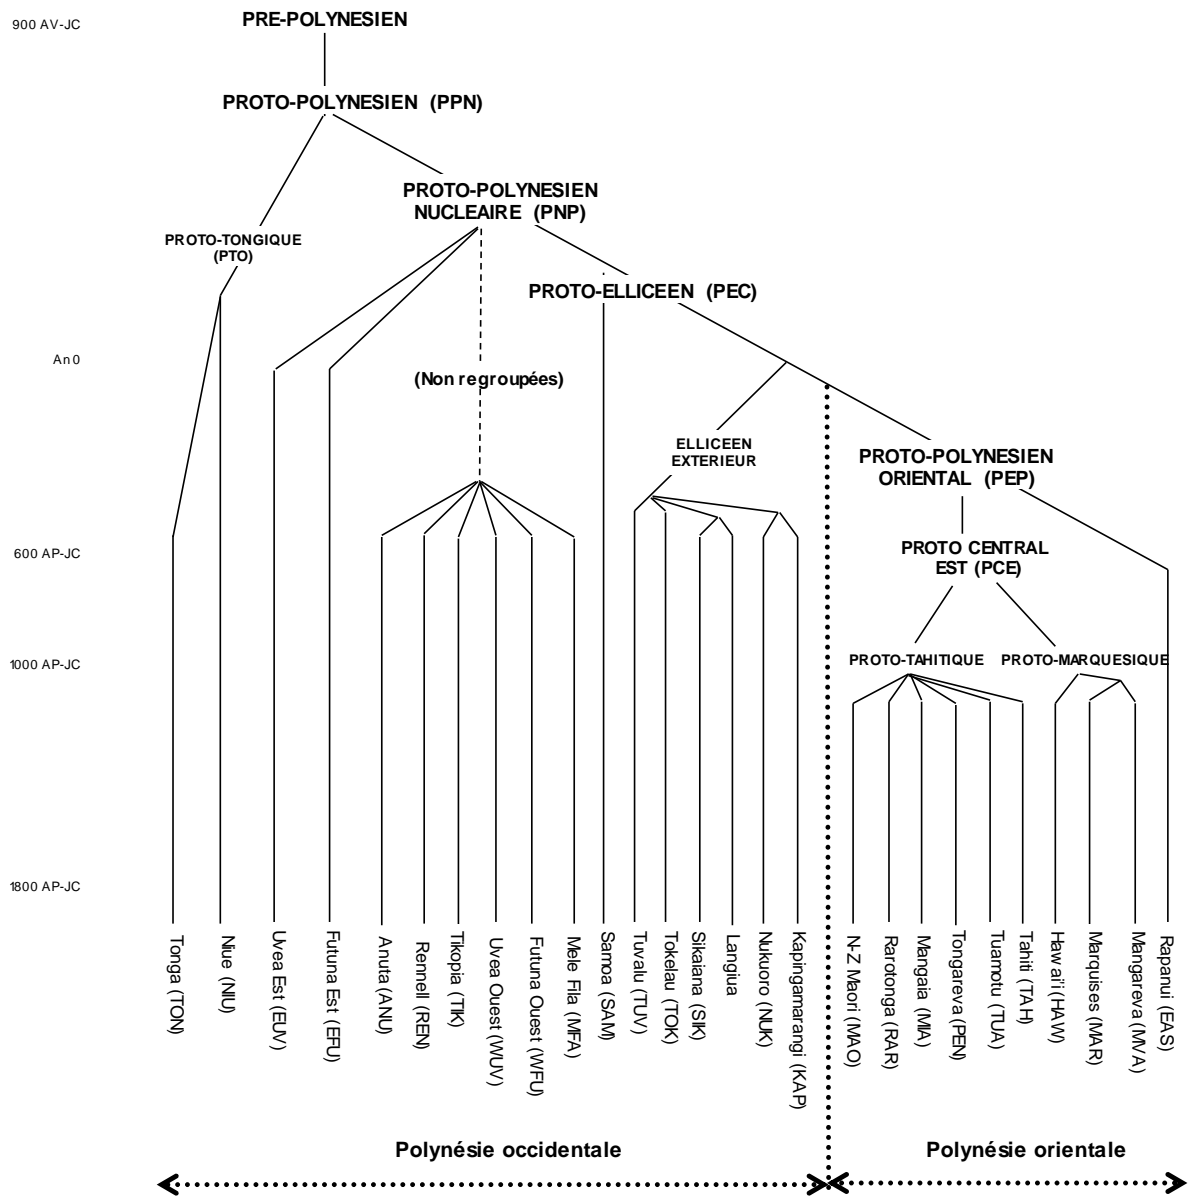 900 AV-JC
PRE-POLYNESIEN
PROTO-POLYNESIEN (PPN)
PROTO-POLYNESIEN
NUCLEAIRE (PNP)
PROTO-TONGIQUE
(PTO)
PROTO-ELLICEEN (PEC)
An 0
(Non regroupées)
ELLICEEN
EXTERIEUR
PROTO-POLYNESIEN
ORIENTAL (PEP)
600 AP-JC
PROTO CENTRAL
EST (PCE)
1000 AP-JC
PROTO-TAHITIQUE
PROTO-MARQUESIQUE
1800 AP-JC
Tonga (TON)
Niue (NIU)
Uvea Est (EUV)
Futuna Est (EFU)
Anuta (ANU)
Rennell (REN)
Tikopia (TIK)
Uvea Ouest (WUV)
Futuna Ouest (WFU)
Mele Fila (MFA)
Samoa (SAM)
Tuvalu (TUV)
Tokelau (TOK)
Sikaiana (SIK)
Langiua
Nukuoro (NUK)
Kapingamarangi (KAP)
N-Z Maori (MAO)
Rarotonga (RAR)
Mangaia (MIA)
Tongareva (PEN)
Tuamotu (TUA)
Tahiti (TAH)
Hawai'i (HAW)
Marquises (MAR)
Mangareva (MVA)
Rapanui (EAS)
Polynésie occidentale
Polynésie orientale